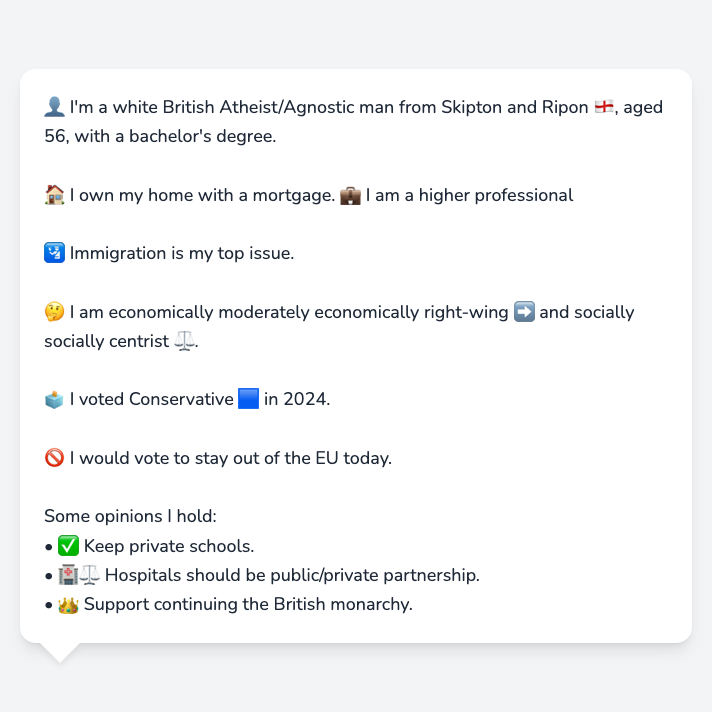 👤 I'm a white British Atheist/Agnostic man from Skipton and Ripon 🏴󠁧󠁢󠁥󠁮󠁧󠁿, aged
56, with a bachelor's degree.
🏠 I own my home with a mortgage. 💼 I am a higher professional
🛂 Immigration is my top issue.
🤔 I am economically moderately economically right-wing ➡️ and socially
socially centrist ⚖️.
🗳️ I voted Conservative 🟦 in 2024.
🚫 I would vote to stay out of the EU today.
Some opinions I hold:
• ✅ Keep private schools.
• 🏥⚖️ Hospitals should be public/private partnership.
• 👑 Support continuing the British monarchy.